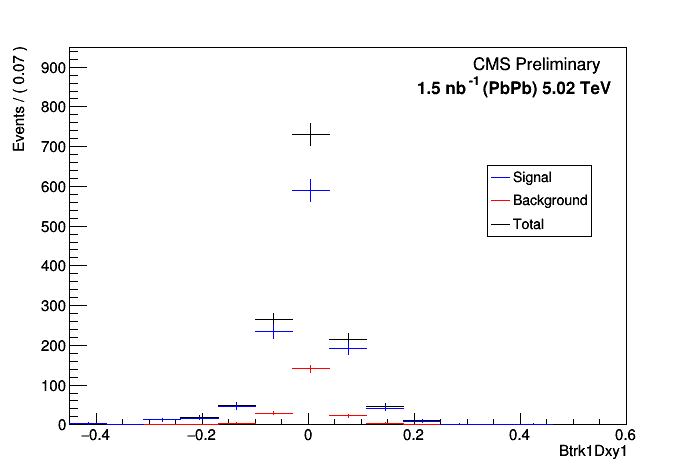 CMS Preliminary
1.5 nb-1 (PbPb) 5.02 TeV
Events / ( 0.07 )
900
800
700
600
500
400
300
200
100
0
Signal
Background
Total
−0.4 −0.2 0 0.2 0.4 0.6
Btrk1Dxy1